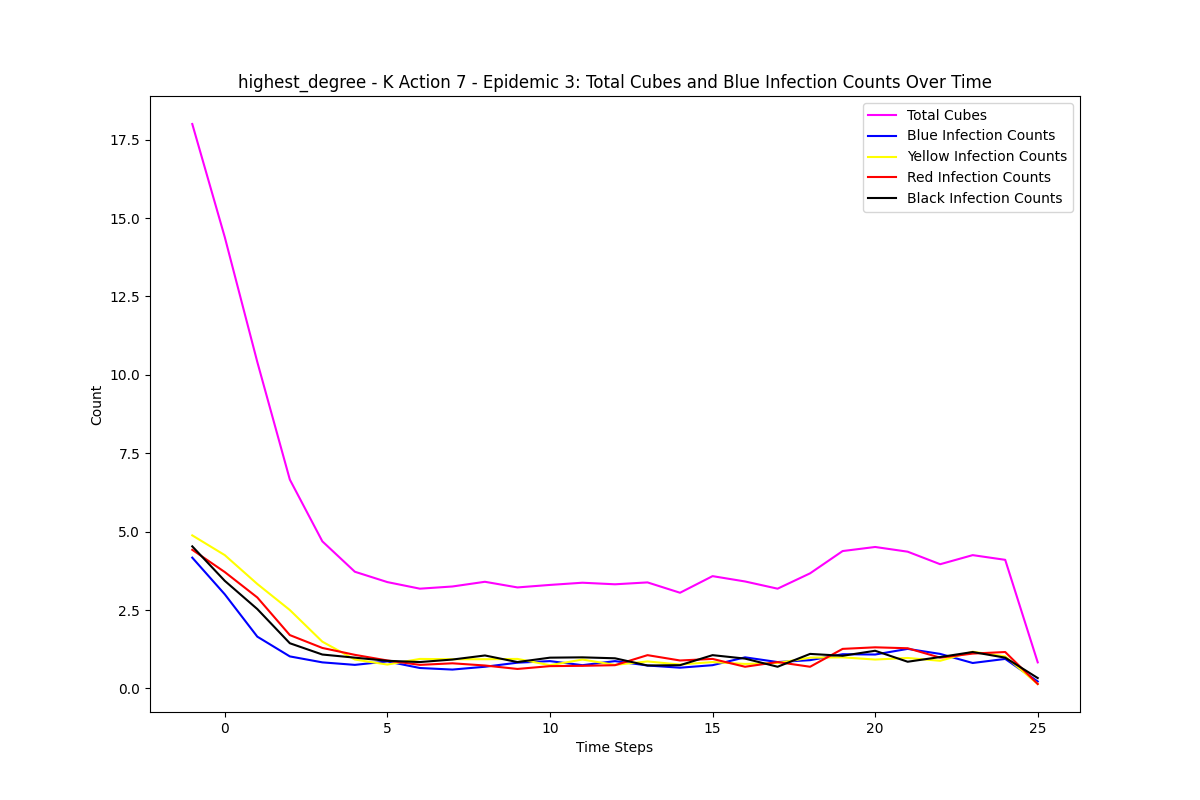 highest_degree - K Action 7 - Epidemic 3: Total Cubes and Blue Infection Counts Over Time
Total Cubes
Blue Infection Counts
Yellow Infection Counts
Red Infection Counts
Black Infection Counts
17.5
15.0
12.5
10.0
7.5
5.0
2.5
0.0
Count
0 5 10 15 20 25
Time Steps